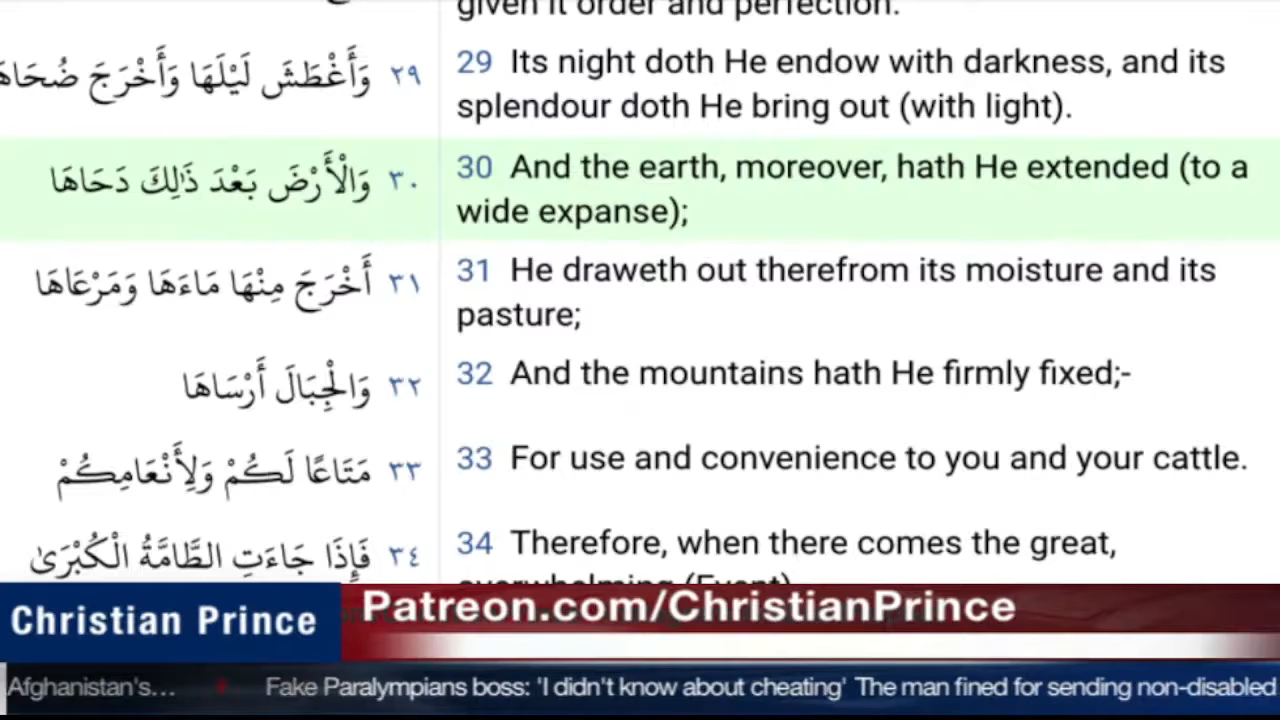 given it order and perfection.
٢٩ وَأَغْطَشَ لَيْلَهَا وَأَخْرَجَ
29 Its night doth He endow with darkness, and its
splendour doth He bring out (with light).
٣٠ وَالْأَرْضَ بَعْدَ ذَٰلِكَ دَحَاهَا
30 And the earth, moreover, hath He extended (to a
wide expanse);
٣١ أَخْرَجَ مِنْهَا مَاءَهَا وَمَرْعَاهَا
31 He draweth out therefrom its moisture and its
pasture;
٣٢ وَالْجِبَالَ أَرْسَاهَا
32 And the mountains hath He firmly fixed;-
٣٣ مَتَاعًا لَكُمْ وَلِأَنْعَامِكُمْ
33 For use and convenience to you and your cattle.
٣٤ فَإِذَا جَاءَتِ الطَّامَّةُ الْكُبْرَىٰ
34 Therefore, when there comes the great,
overwhelming (Event)
Christian Prince
Patreon.com/ChristianPrince
Afghanistan's... Fake Paralympians boss: 'I didn't know about cheating' The man fined for sending non-disabled